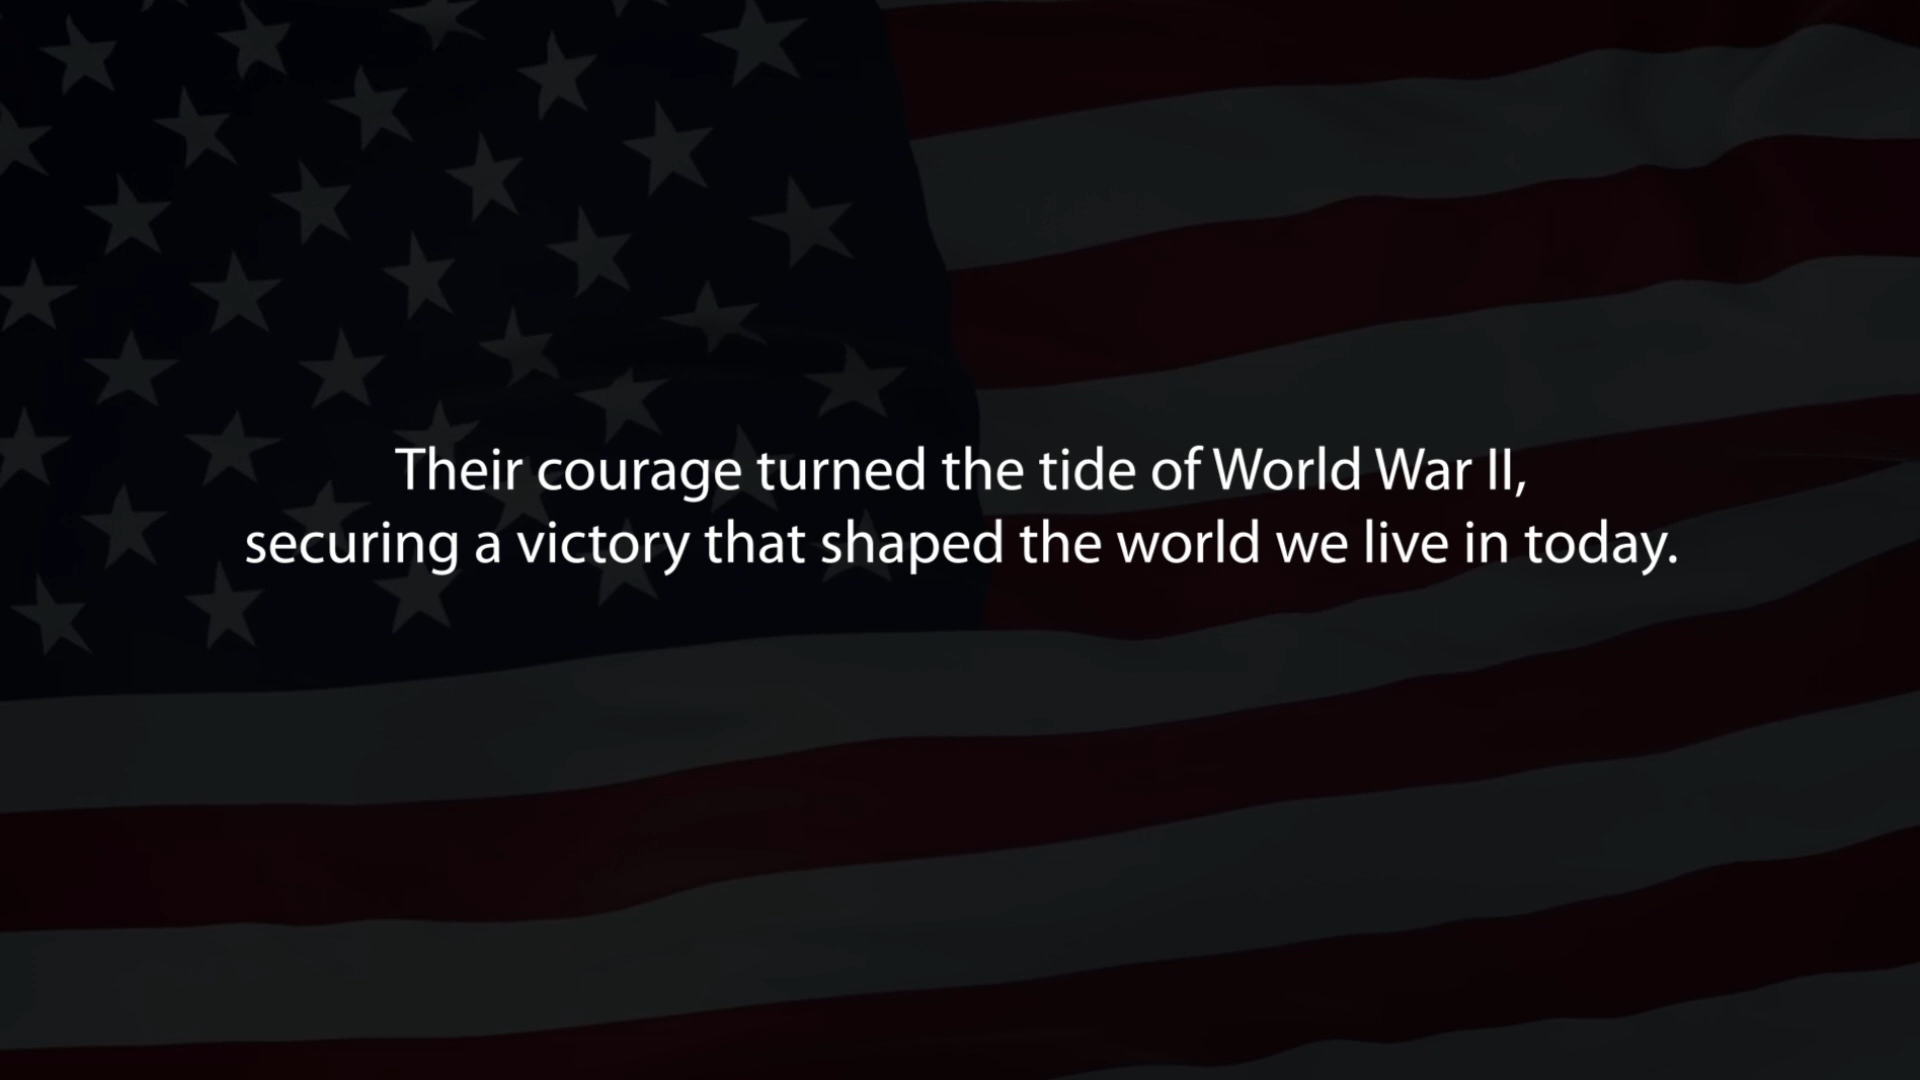 Their courage turned the tide of World War II,
securing a victory that shaped the world we live in today.